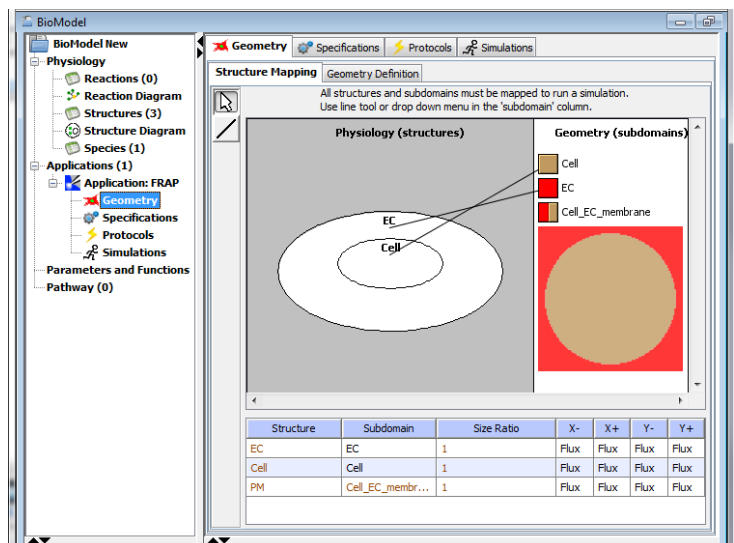 BioModel
BioModel New
Physiology
Reactions (0)
Reaction Diagram
Structures (3)
Structure Diagram
Species (1)
Applications (1)
Application: FRAP
Geometry
Specifications
Protocols
Simulations
Parameters and Functions
Pathway (0)
Geometry Specifications Protocols Simulations
Structure Mapping Geometry Definition
All structures and subdomains must be mapped to run a simulation.
Use line tool or drop down menu in the 'subdomain' column.
Physiology (structures)
EC
Cell
Geometry (subdomains)
Cell
EC
Cell_EC_membrane
Structure Subdomain Size Ratio X- X+ Y- Y+
EC EC 1 Flux Flux Flux Flux
Cell Cell 1 Flux Flux Flux Flux
PM Cell_EC_membr... 1 Flux Flux Flux Flux